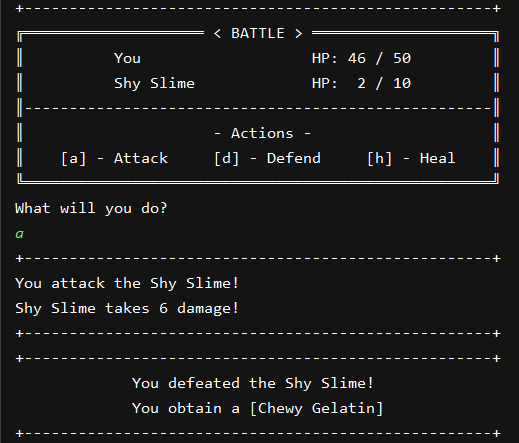 < BATTLE >
You HP: 46 / 50
Shy Slime HP: 2 / 10
- Actions -
[a] - Attack [d] - Defend [h] - Heal
What will you do?
a
You attack the Shy Slime!
Shy Slime takes 6 damage!
You defeated the Shy Slime!
You obtain a [Chewy Gelatin]